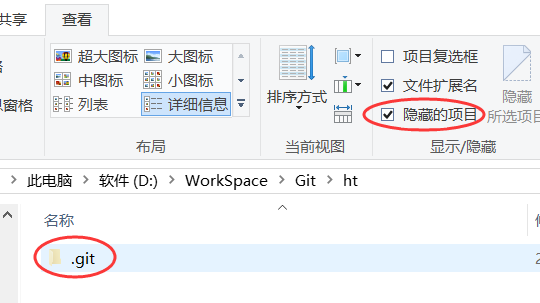 共享
查看
超大图标
大图标
中图标
小图标
列表
详细信息
窗格
布局
排序方式
当前视图
项目复选框
文件扩展名
隐藏的项目
隐藏
所选项目
显示/隐藏
此电脑 > 软件 (D:) > WorkSpace > Git > ht
名称
.git